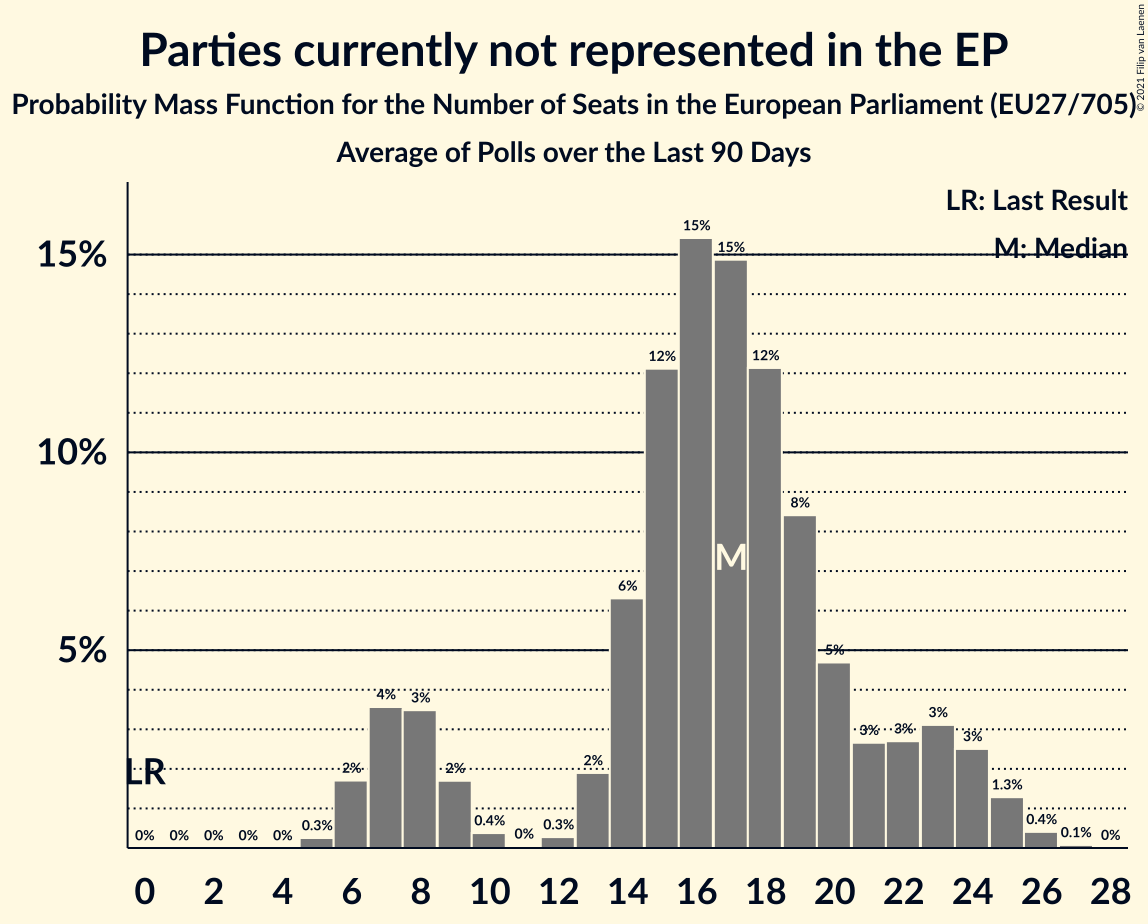 Parties currently not represented in the EP
Probability Mass Function for the Number of Seats in the European Parliament (EU27/705)
Average of Polls over the Last 90 Days
© 2021 Filip van Laenen
LR: Last Result
M: Median
15%
10%
5%
LR
M
0% 0% 0% 0% 0% 0.3% 2% 4% 3% 2% 0.4% 0% 0.3% 2% 6% 12% 15% 15% 12% 8% 5% 3% 3% 3% 3% 1.3% 0.4% 0.1% 0%
0 2 4 6 8 10 12 14 16 18 20 22 24 26 28